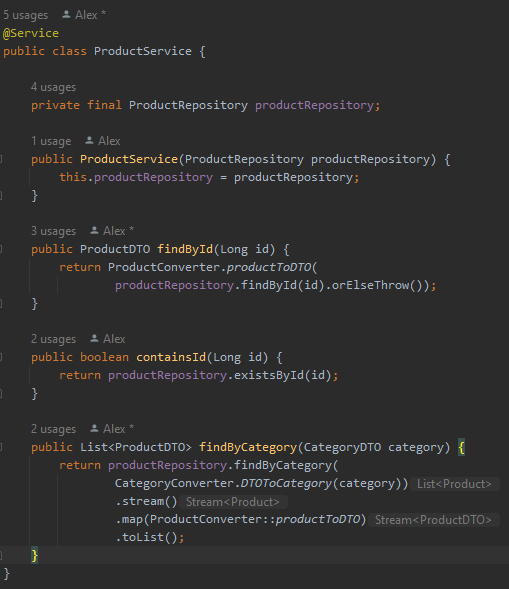 5 usages Alex *
@Service
public class ProductService {
4 usages
private final ProductRepository productRepository;
1 usage Alex
public ProductService(ProductRepository productRepository) {
this.productRepository = productRepository;
}
3 usages Alex *
public ProductDTO findById(Long id) {
return ProductConverter.productToDTO(
productRepository.findById(id).orElseThrow());
}
2 usages Alex
public boolean containsId(Long id) {
return productRepository.existsById(id);
}
2 usages Alex *
public List<ProductDTO> findByCategory(CategoryDTO category) {
return productRepository.findByCategory(
CategoryConverter.DTOToCategory(category)) List<Product>
.stream() Stream<Product>
.map(ProductConverter::productToDTO) Stream<ProductDTO>
.toList();
}
}